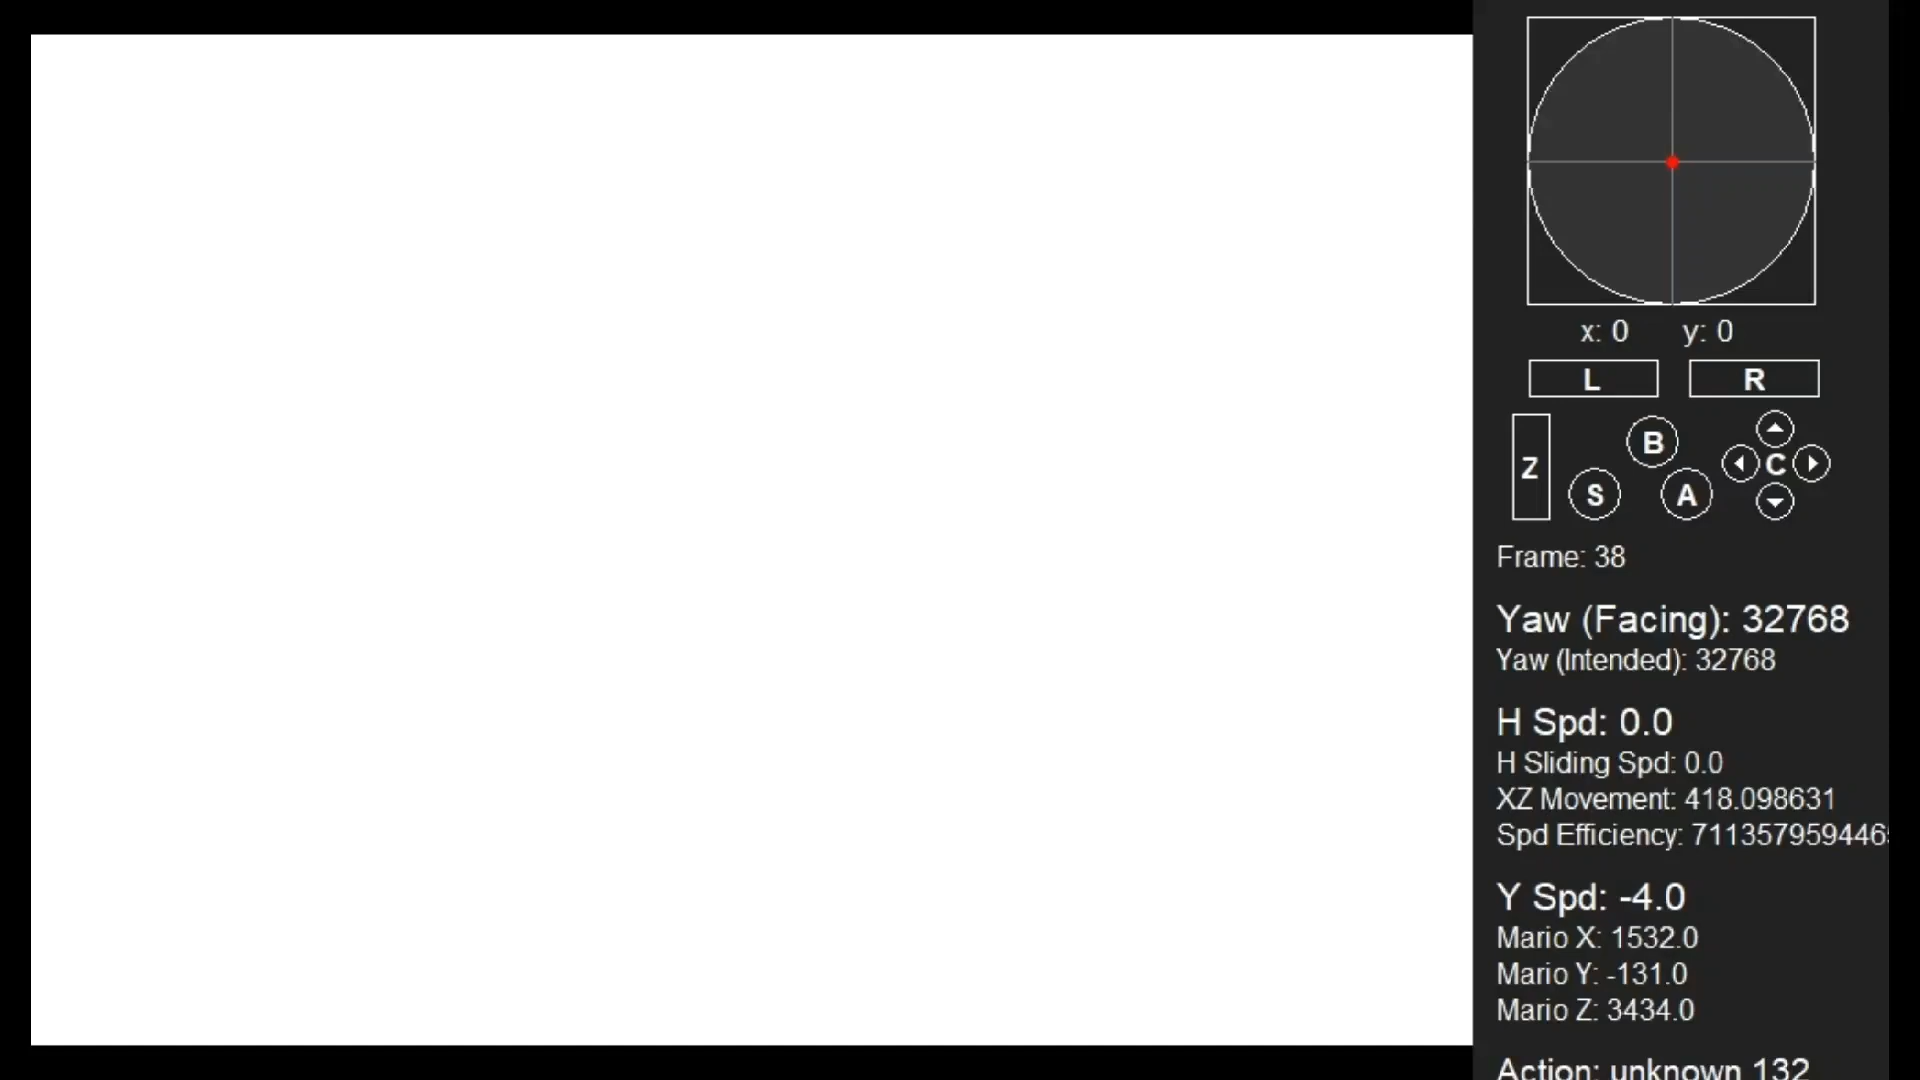 x: 0 y: 0
L R
B
Z C
S A
Frame: 38
Yaw (Facing): 32768
Yaw (Intended): 32768
H Spd: 0.0
H Sliding Spd: 0.0
XZ Movement: 418.098631
Spd Efficiency: 711357959446
Y Spd: -4.0
Mario X: 1532.0
Mario Y: -131.0
Mario Z: 3434.0
Action: unknown 132